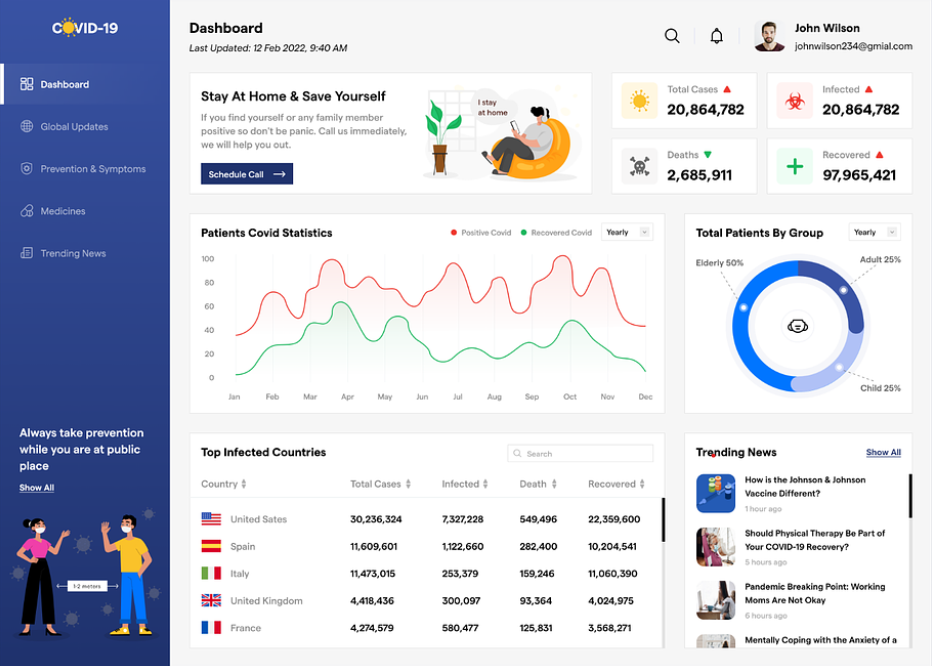 COVID-19
Dashboard
Global Updates
Prevention & Symptoms
Medicines
Trending News
Always take prevention
while you are at public
place
Show All
1-2 meters
Dashboard
Last Updated: 12 Feb 2022, 9:40 AM
John Wilson
johnwilson234@gmial.com
Stay At Home & Save Yourself
If you find yourself or any family member
positive so don't be panic. Call us immediately,
we will help you out.
Schedule Call
I stay
at home
Total Cases
20,864,782
Infected
20,864,782
Deaths
2,685,911
Recovered
97,965,421
Patients Covid Statistics
Positive Covid
Recovered Covid
Yearly
100
80
60
40
20
0
Jan Feb Mar Apr May Jun Jul Aug Sep Oct Nov Dec
Total Patients By Group
Yearly
Elderly 50%
Adult 25%
Child 25%
Top Infected Countries
Search
Country Total Cases Infected Death Recovered
United Sates 30,236,324 7,327,228 549,496 22,359,600
Spain 11,609,601 1,122,660 282,400 10,204,541
Italy 11,473,015 253,379 159,246 11,060,390
United Kingdom 4,418,436 300,097 93,364 4,024,975
France 4,274,579 580,477 125,831 3,568,271
Trending News
Show All
How is the Johnson & Johnson
Vaccine Different?
1 hour ago
Should Physical Therapy Be Part of
Your COVID-19 Recovery?
5 hours ago
Pandemic Breaking Point: Working
Moms Are Not Okay
6 hours ago
Mentally Coping with the Anxiety of a